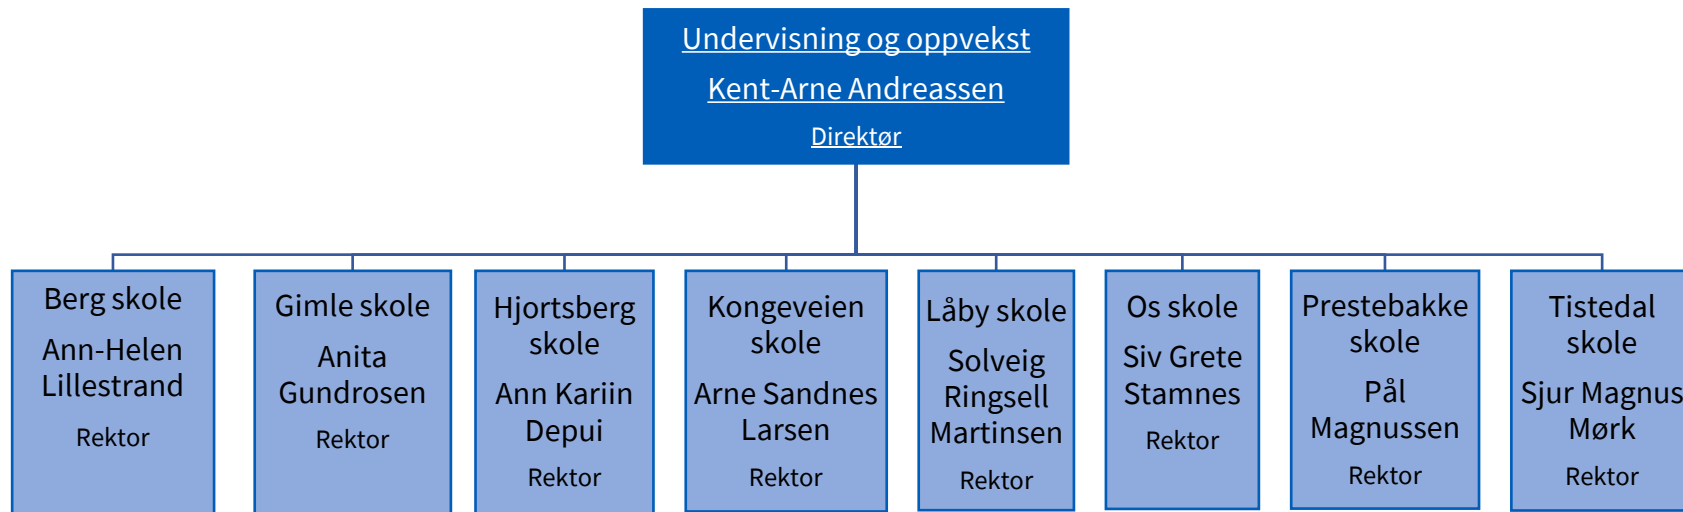 Undervisning og oppvekst
Kent-Arne Andreassen
Direktør
Berg skole
Ann-Helen
Lillestrand
Rektor
Gimle skole
Anita
Gundrosen
Rektor
Hjortsberg
skole
Ann Kariin
Depui
Rektor
Kongeveien
skole
Arne Sandnes
Larsen
Rektor
Låby skole
Solveig
Ringsell
Martinsen
Rektor
Os skole
Siv Grete
Stamnes
Rektor
Prestebakke
skole
Pål
Magnussen
Rektor
Tistedal
skole
Sjur Magnus
Mørk
Rektor